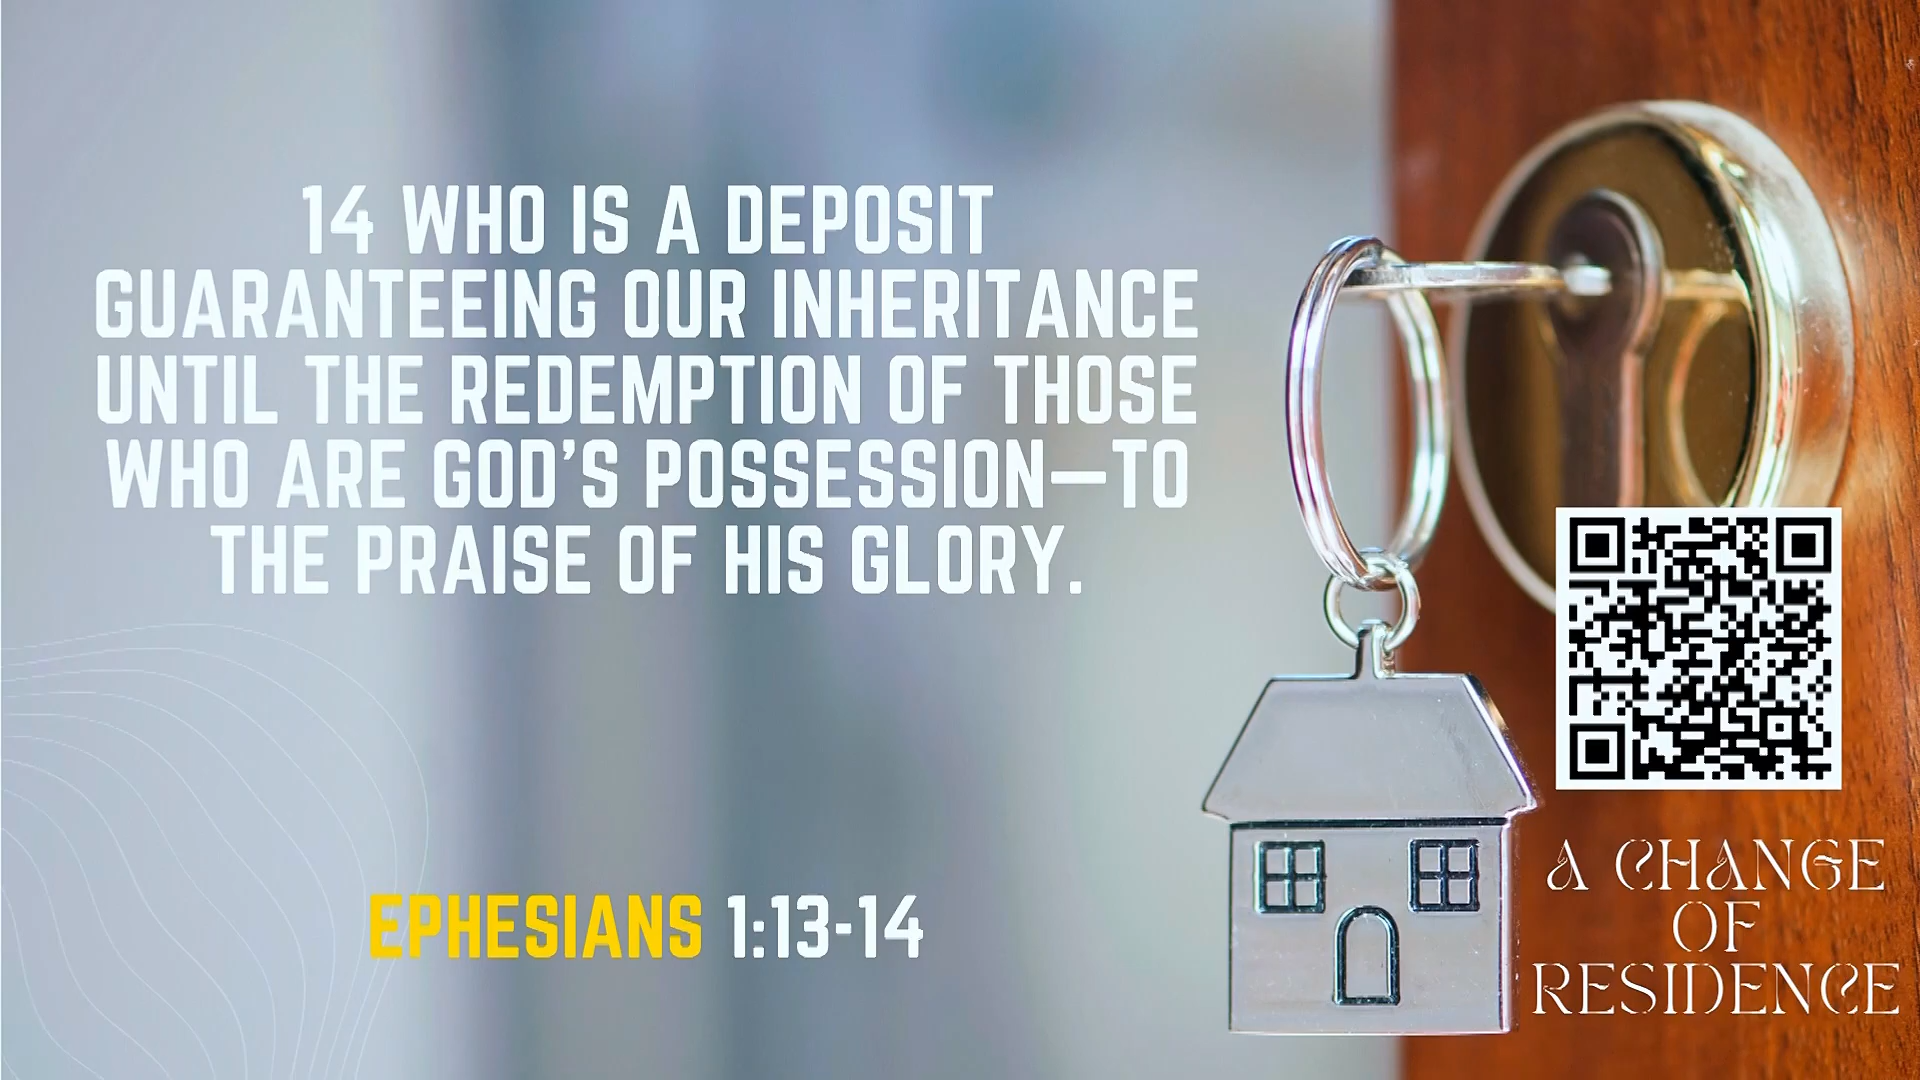 14 WHO IS A DEPOSIT
GUARANTEEING OUR INHERITANCE
UNTIL THE REDEMPTION OF THOSE
WHO ARE GOD'S POSSESSION—TO
THE PRAISE OF HIS GLORY.
EPHESIANS 1:13-14
A CHANGE
OF
RESIDENCE